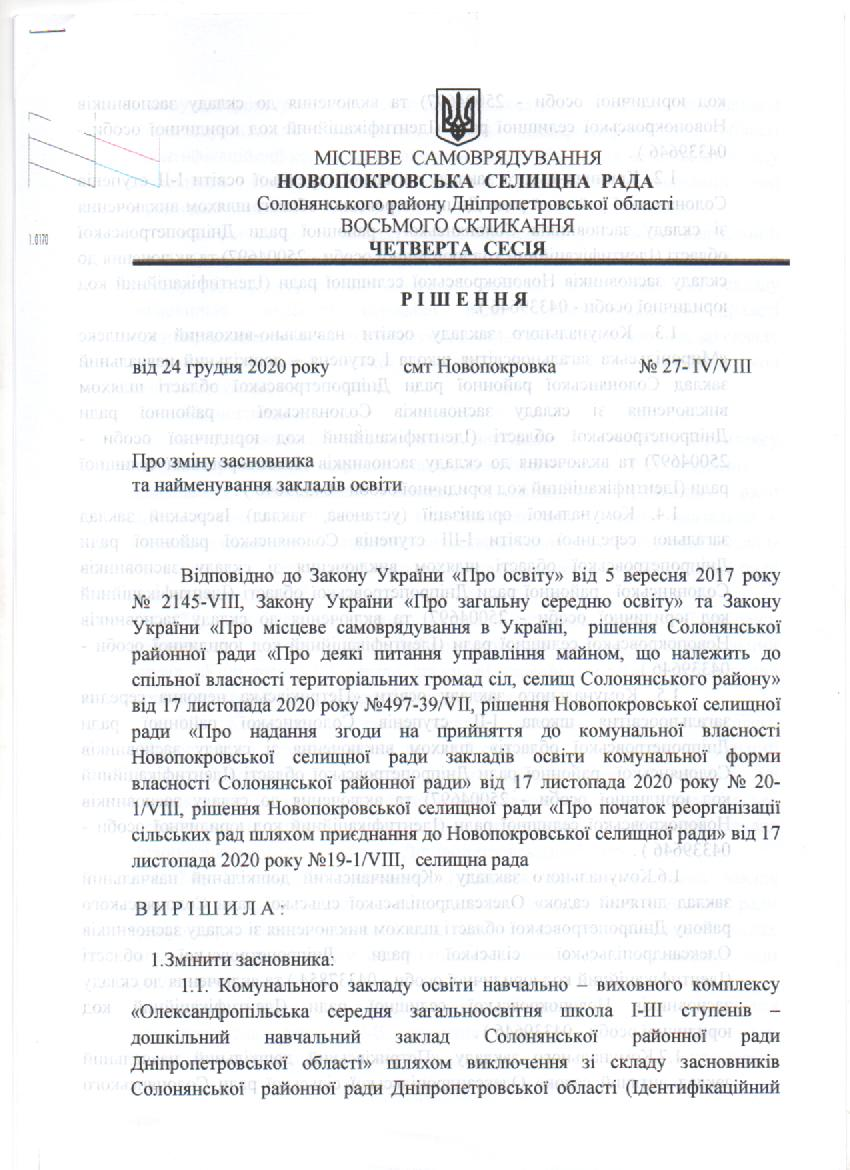 МІСЦЕВЕ САМОВРЯДУВАННЯ
НОВОПОКРОВСЬКА СЕЛИЩНА РАДА
Солонянського району Дніпропетровської області
ВОСЬМОГО СКЛИКАННЯ
ЧЕТВЕРТА СЕСІЯ
1.0170
Р І Ш Е Н Н Я
від 24 грудня 2020 року смт Новопокровка № 27- IV/VIII
Про зміну засновника
та найменування закладів освіти
Відповідно до Закону України «Про освіту» від 5 вересня 2017 року
№ 2145-VIII, Закону України «Про загальну середню освіту» та Закону
України «Про місцеве самоврядування в Україні, рішення Солонянської
районної ради «Про деякі питання управління майном, що належить до
спільної власності територіальних громад сіл, селищ Солонянського району»
від 17 листопада 2020 року №497-39/VII, рішення Новопокровської селищної
ради «Про надання згоди на прийняття до комунальної власності
Новопокровської селищної ради закладів освіти комунальної форми
власності Солонянської районної ради» від 17 листопада 2020 року № 20-
1/VIII, рішення Новопокровської селищної ради «Про початок реорганізації
сільських рад шляхом приєднання до Новопокровської селищної ради» від 17
листопада 2020 року №19-1/VIII, селищна рада
В И Р І Ш И Л А :
1.Змінити засновника:
1.1. Комунального закладу освіти навчально – виховного комплексу
«Олександропільська середня загальноосвітня школа І-ІІІ ступенів –
дошкільний навчальний заклад Солонянської районної ради
Дніпропетровської області» шляхом виключення зі складу засновників
Солонянської районної ради Дніпропетровської області (Ідентифікаційний